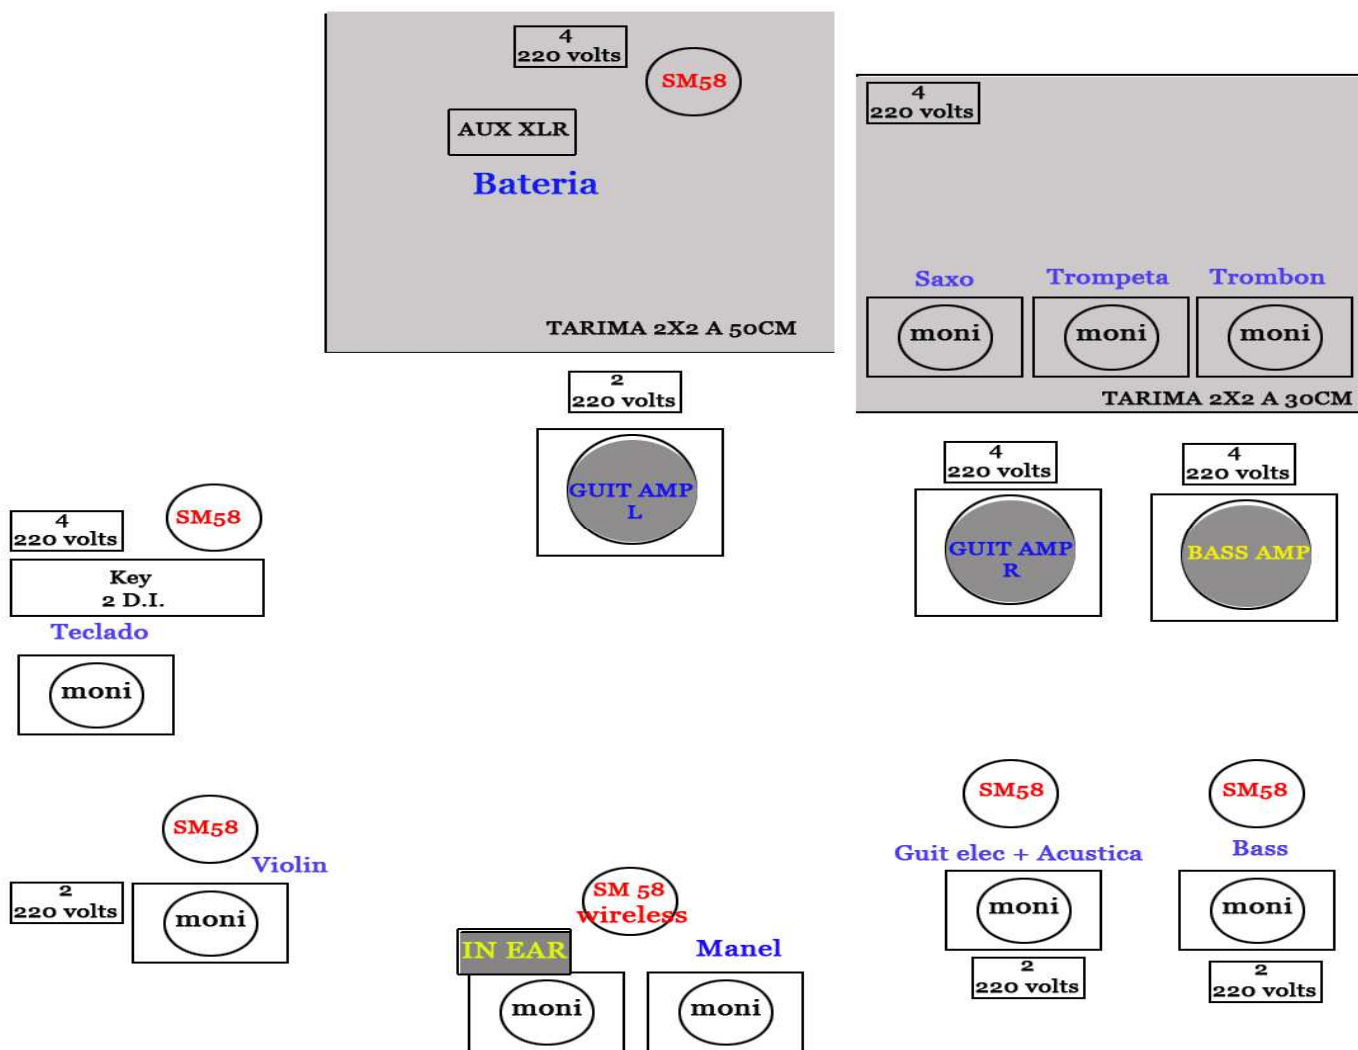 4
220 volts
SM58
AUX XLR
Bateria
TARIMA 2X2 A 50CM
4
220 volts
Saxo
Trompeta
Trombon
moni
moni
moni
TARIMA 2X2 A 30CM
2
220 volts
GUIT AMP
L
4
220 volts
GUIT AMP
R
4
220 volts
BASS AMP
SM58
4
220 volts
Key
2 D.I.
Teclado
moni
SM58
Violin
2
220 volts
moni
SM 58
wireless
IN EAR
Manel
moni
moni
SM58
Guit elec + Acustica
moni
2
220 volts
SM58
Bass
moni
2
220 volts